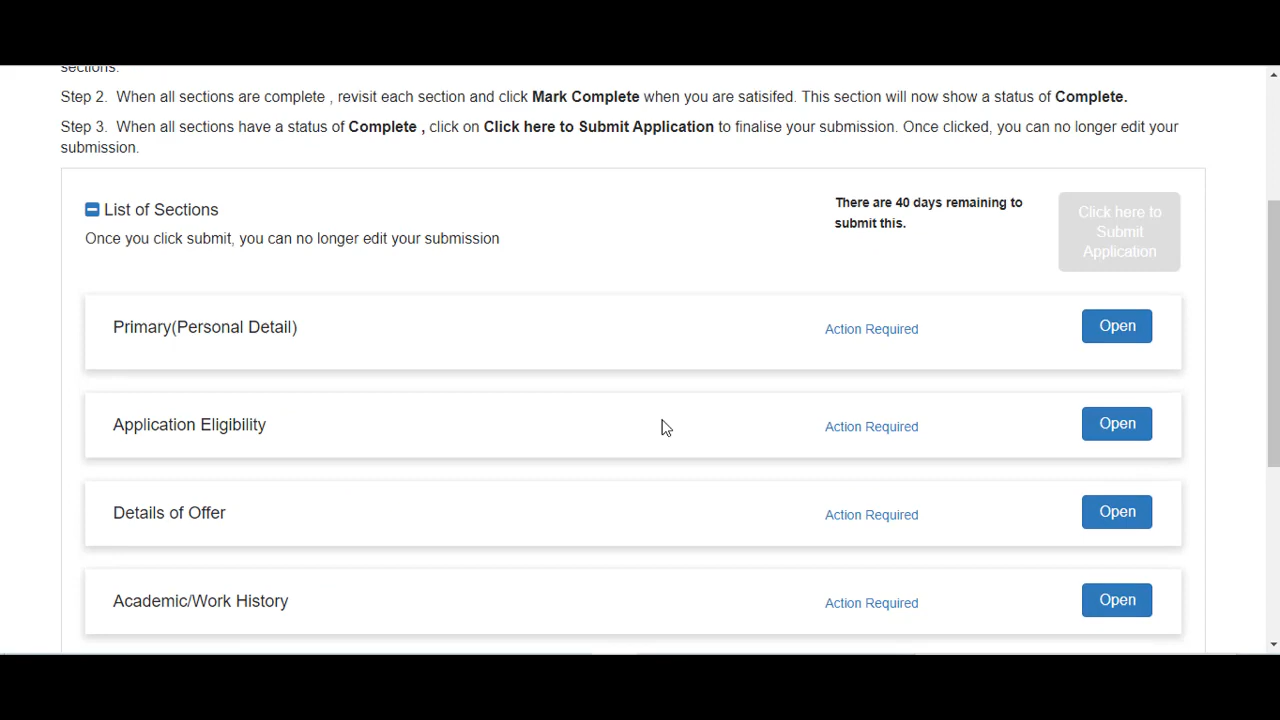 sections.
Step 2. When all sections are complete , revisit each section and click Mark Complete when you are satisifed. This section will now show a status of Complete.
Step 3. When all sections have a status of Complete , click on Click here to Submit Application to finalise your submission. Once clicked, you can no longer edit your
submission.
List of Sections
Once you click submit, you can no longer edit your submission
There are 40 days remaining to
submit this.
Click here to
Submit
Application
Primary(Personal Detail)
Action Required
Open
Application Eligibility
Action Required
Open
Details of Offer
Action Required
Open
Academic/Work History
Action Required
Open